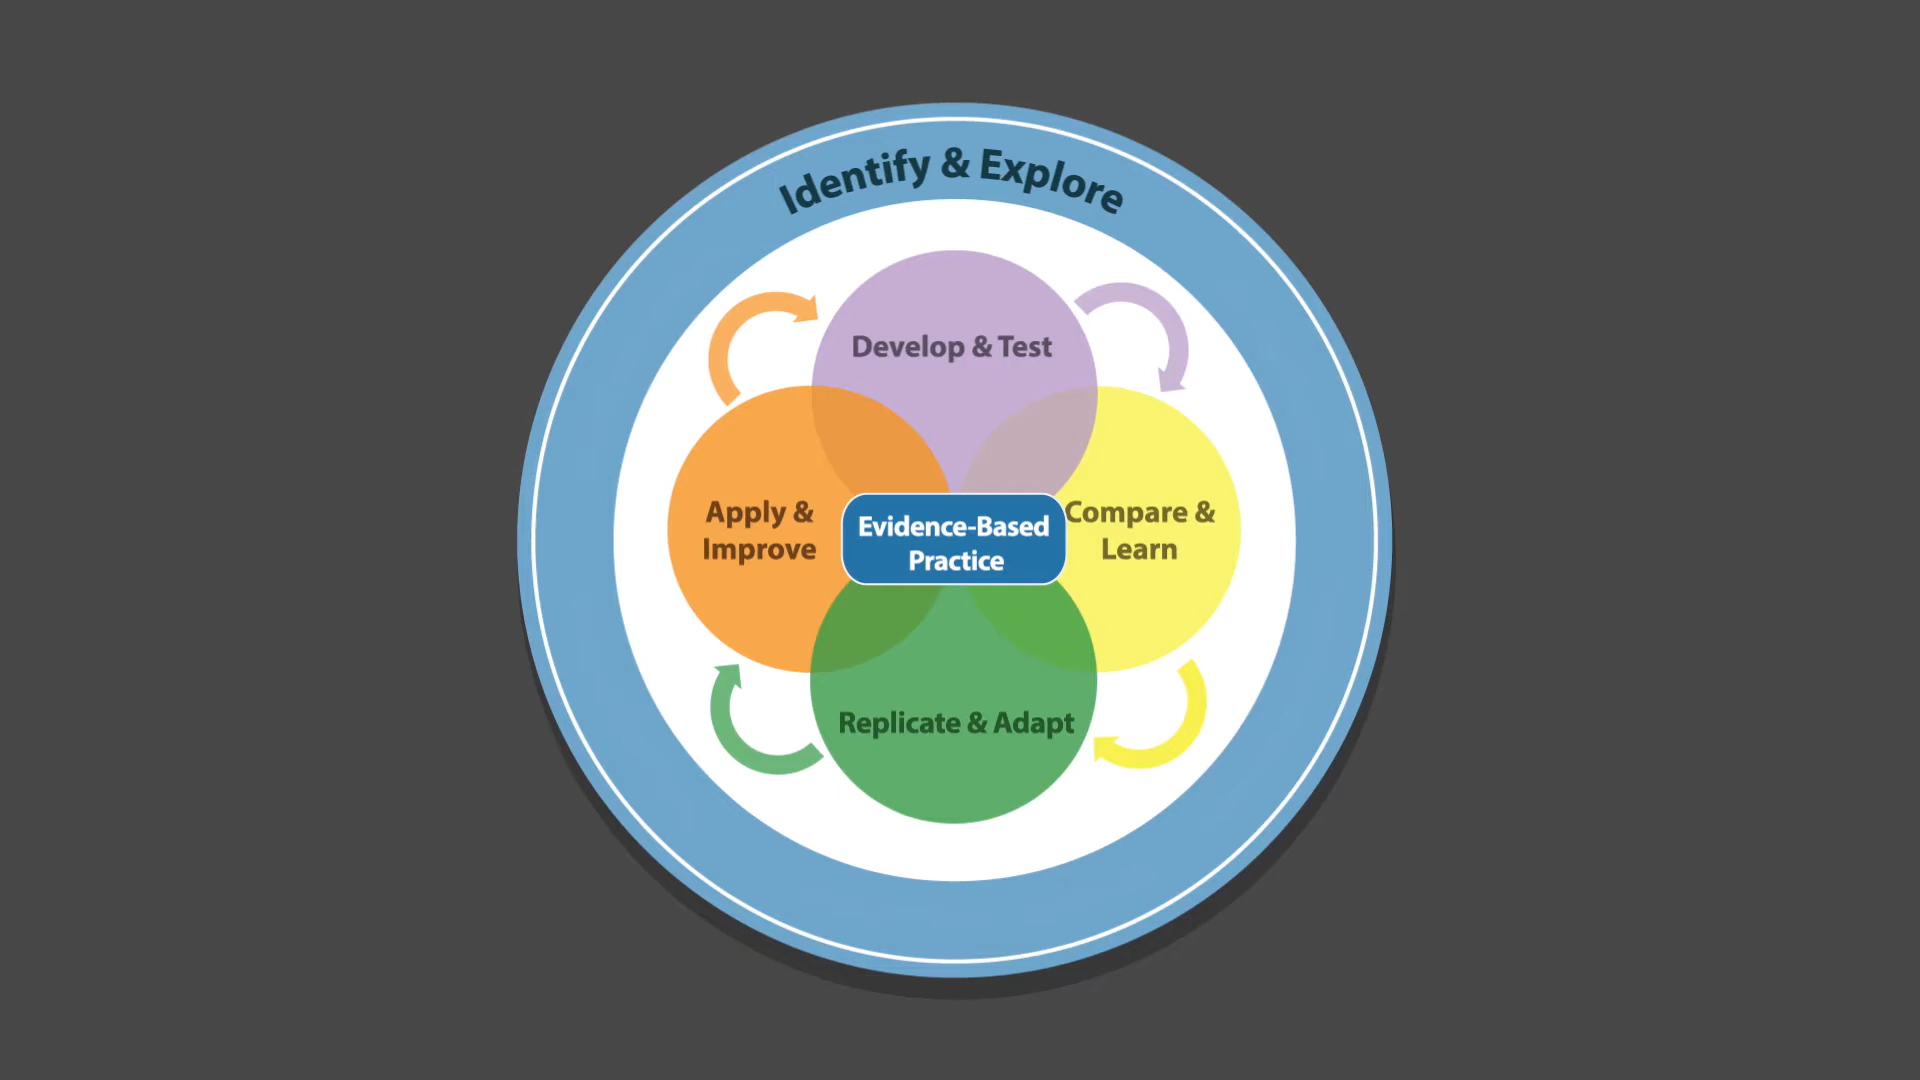 Identify & Explore
Develop & Test
Apply &
Improve
Evidence-Based
Practice
Compare &
Learn
Replicate & Adapt